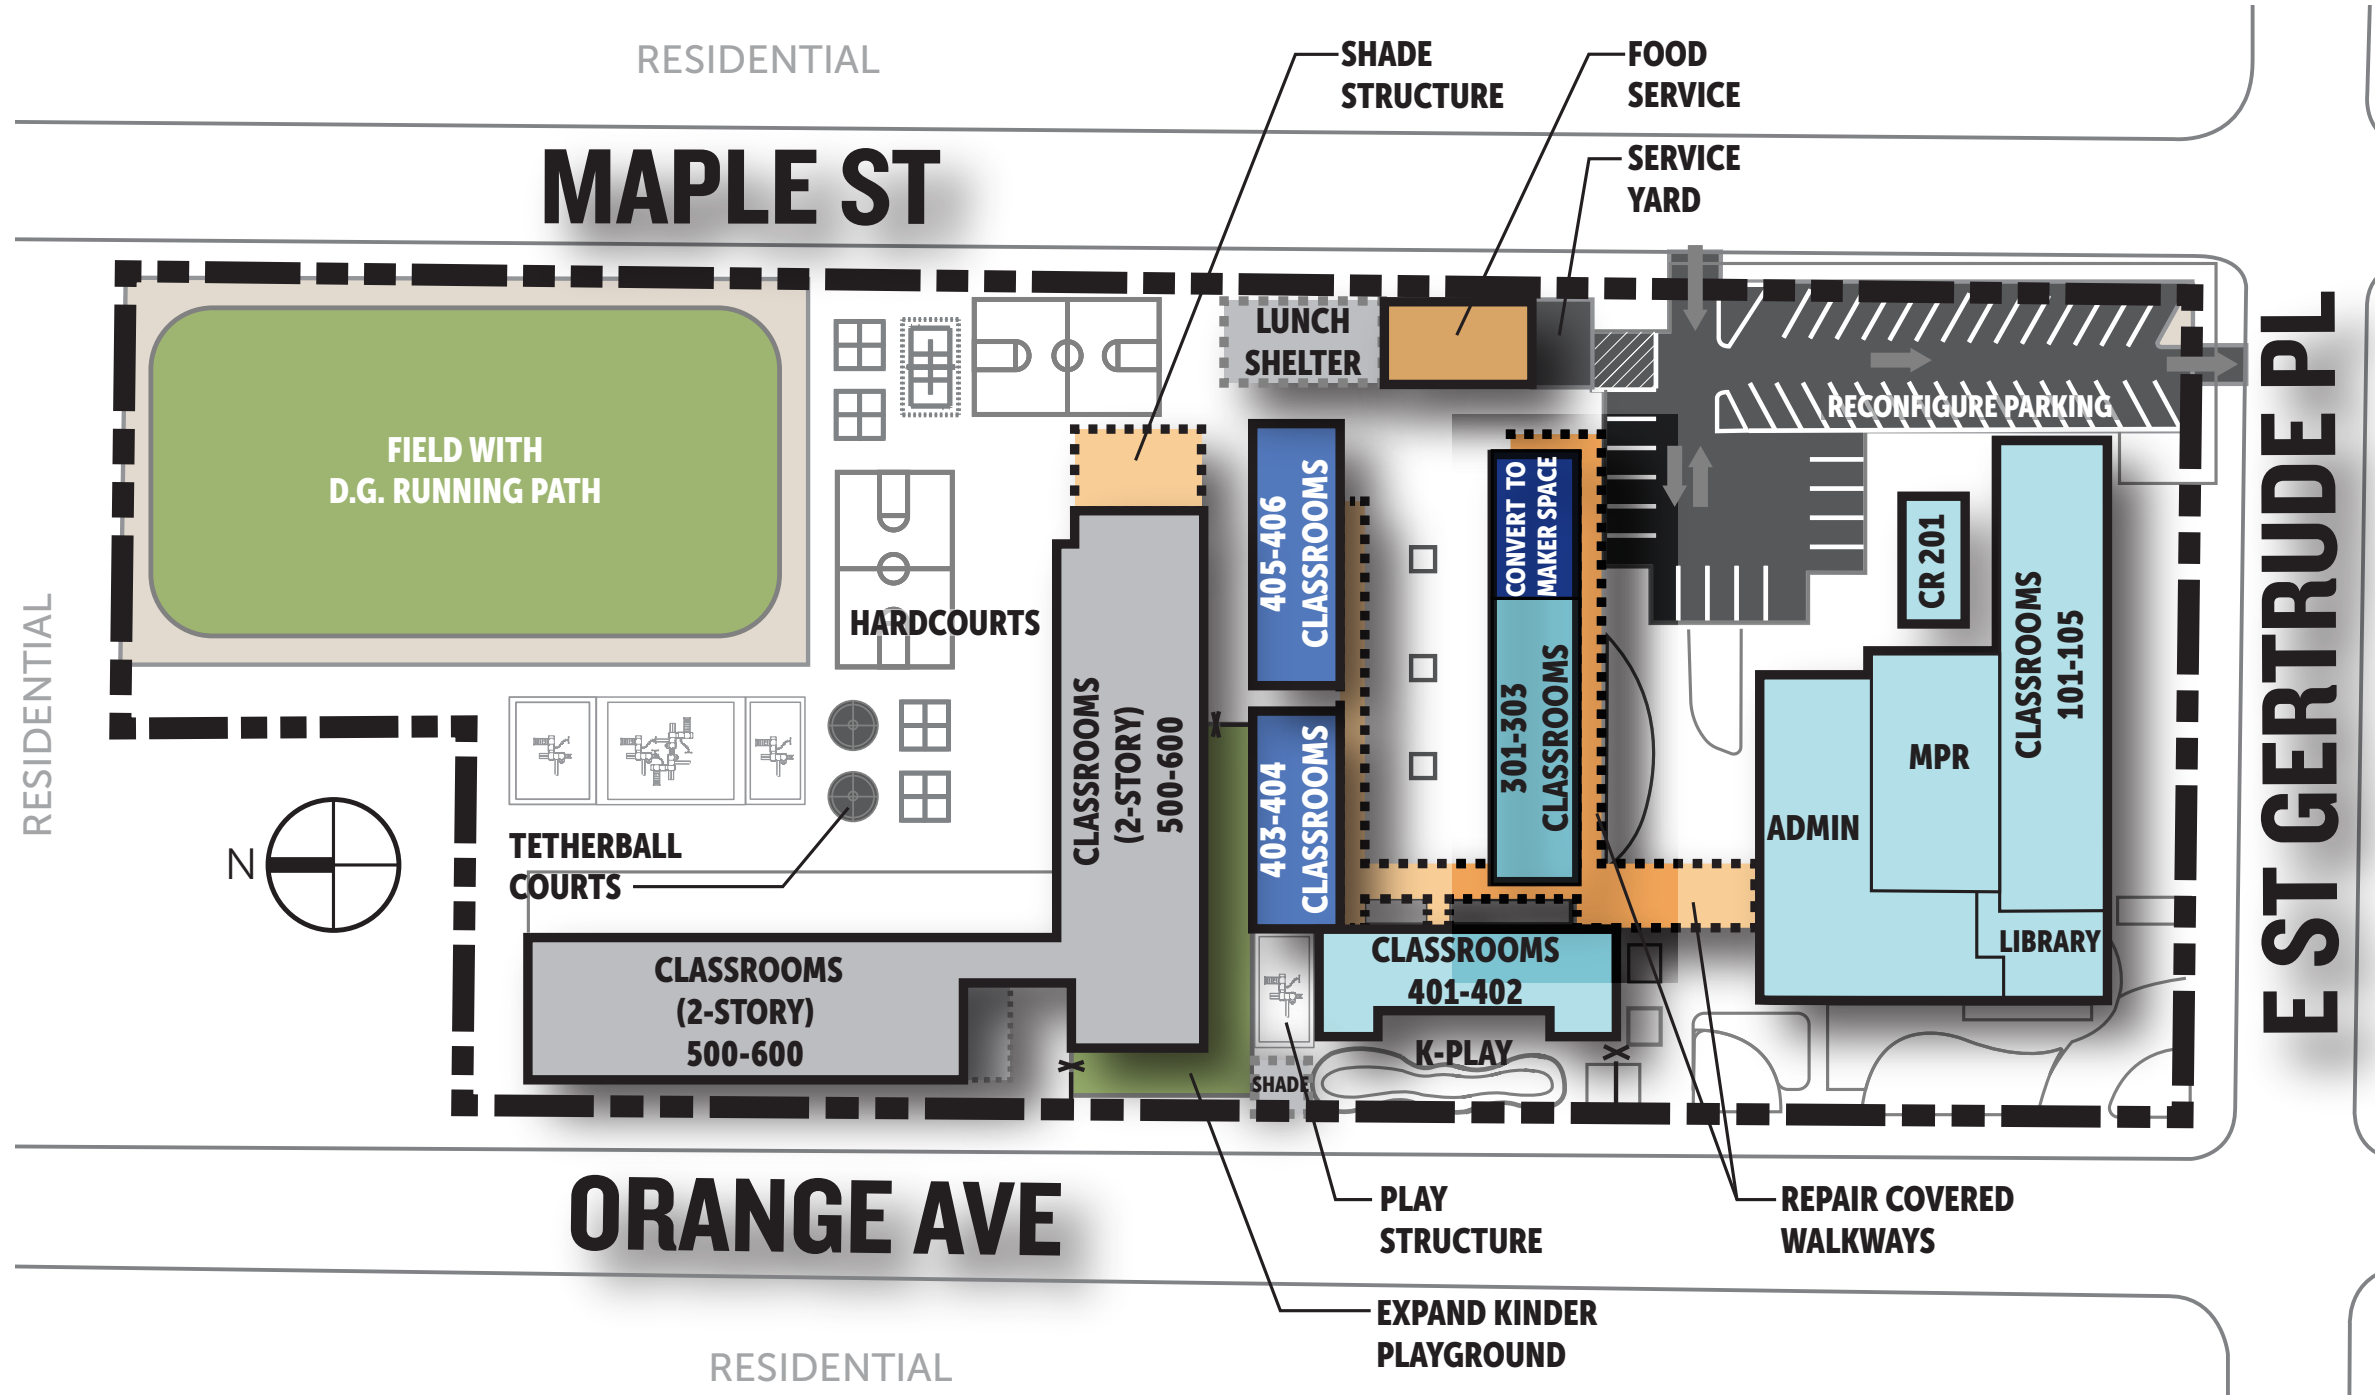 RESIDENTIAL
SHADE
STRUCTURE
FOOD
SERVICE
SERVICE
YARD
MAPLE ST
LUNCH
SHELTER
RECONFIGURE PARKING
FIELD WITH
D.G. RUNNING PATH
405-406
CLASSROOMS
CONVERT TO
MAKER SPACE
CR 201
CLASSROOMS
101-105
E ST GERTRUDE PL
RESIDENTIAL
HARDCOURTS
CLASSROOMS
(2-STORY)
500-600
403-404
CLASSROOMS
301-303
CLASSROOMS
MPR
ADMIN
LIBRARY
N
TETHERBALL
COURTS
CLASSROOMS
(2-STORY)
500-600
CLASSROOMS
401-402
K-PLAY
SHADE
ORANGE AVE
PLAY
STRUCTURE
REPAIR COVERED
WALKWAYS
EXPAND KINDER
PLAYGROUND
RESIDENTIAL